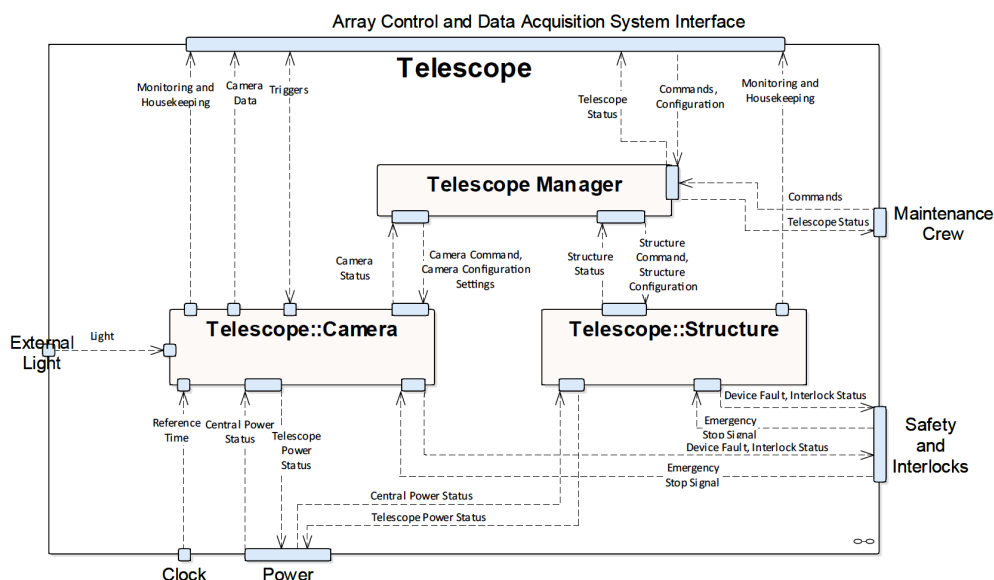 Array Control and Data Acquisition System Interface
Telescope
Monitoring and
Housekeeping
Camera
Data
Triggers
Telescope
Status
Commands,
Configuration
Monitoring and
Housekeeping
Telescope Manager
Commands
Telescope Status
Maintenance
Crew
Camera
Status
Camera Command,
Camera Configuration
Settings
Structure
Status
Structure
Command,
Structure
Configuration
External
Light
Light
Telescope::Camera
Telescope::Structure
Reference
Time
Central Power
Status
Telescope
Power
Status
Device Fault, Interlock Status
Emergency
Stop Signal
Device Fault, Interlock Status
Emergency
Stop Signal
Safety
and
Interlocks
Central Power Status
Telescope Power Status
Clock
Power